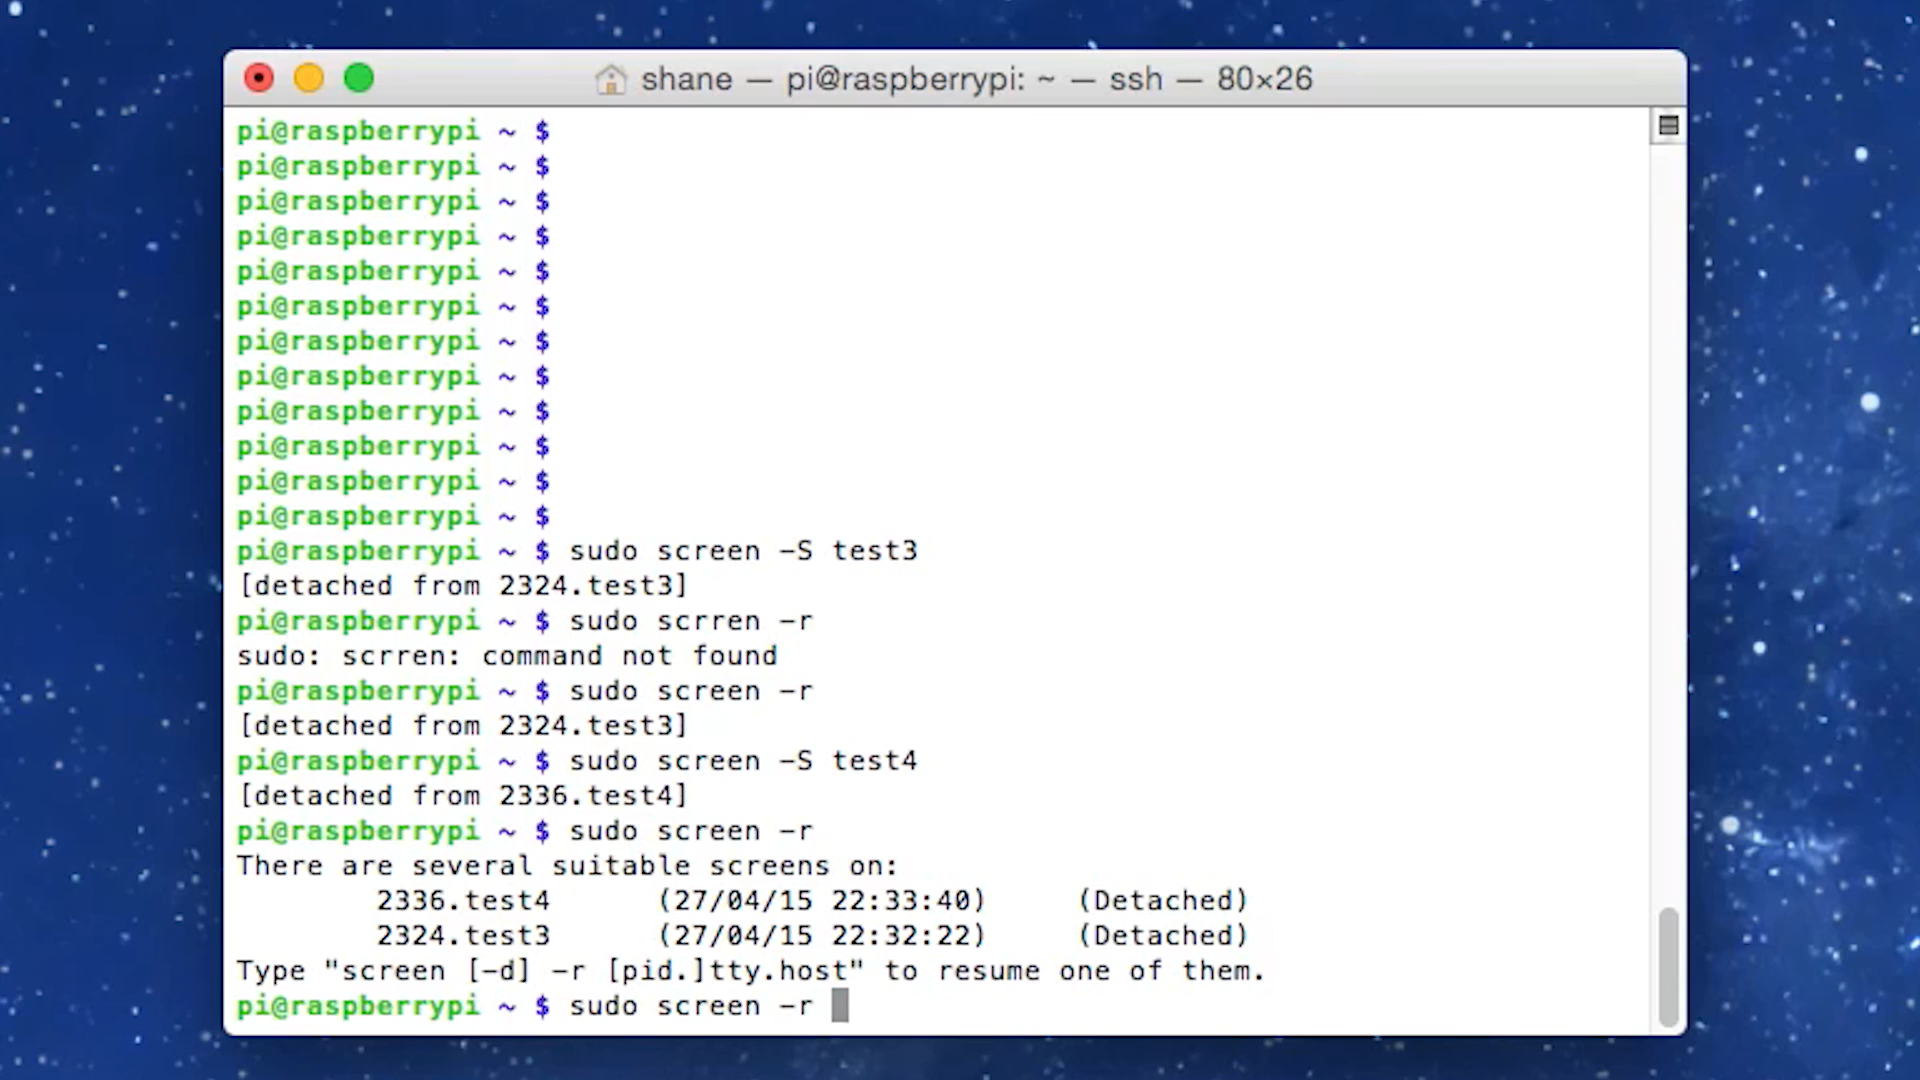 shane — pi@raspberrypi: ~ — ssh — 80×26
pi@raspberrypi ~ $
pi@raspberrypi ~ $
pi@raspberrypi ~ $
pi@raspberrypi ~ $
pi@raspberrypi ~ $
pi@raspberrypi ~ $
pi@raspberrypi ~ $
pi@raspberrypi ~ $
pi@raspberrypi ~ $
pi@raspberrypi ~ $
pi@raspberrypi ~ $
pi@raspberrypi ~ $
pi@raspberrypi ~ $ sudo screen -S test3
[detached from 2324.test3]
pi@raspberrypi ~ $ sudo scrren -r
sudo: scrren: command not found
pi@raspberrypi ~ $ sudo screen -r
[detached from 2324.test3]
pi@raspberrypi ~ $ sudo screen -S test4
[detached from 2336.test4]
pi@raspberrypi ~ $ sudo screen -r
There are several suitable screens on:
2336.test4 (27/04/15 22:33:40) (Detached)
2324.test3 (27/04/15 22:32:22) (Detached)
Type "screen [-d] -r [pid.]tty.host" to resume one of them.
pi@raspberrypi ~ $ sudo screen -r